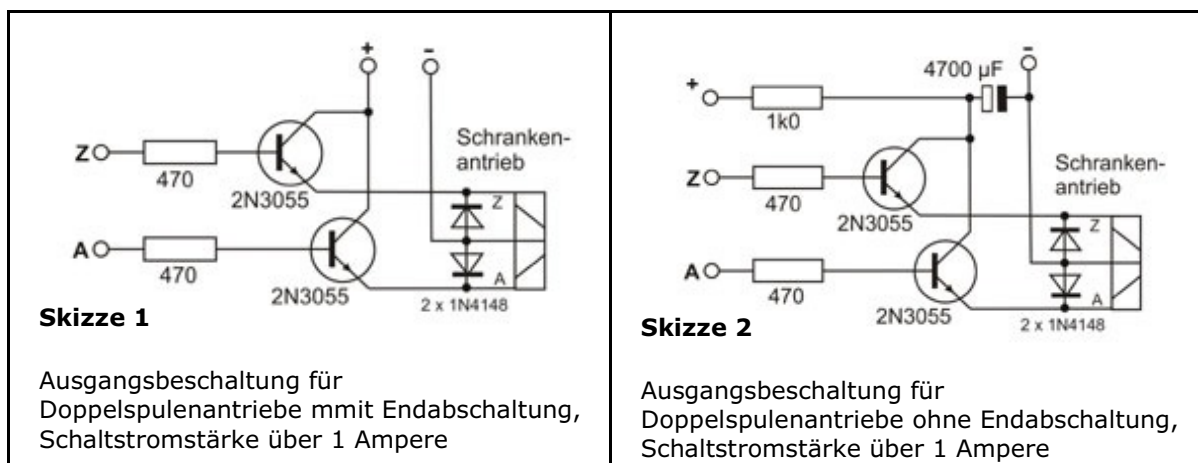 +
-
Z
470
2N3055
Schranken-
antrieb
Z
A
470
2N3055
A
2 x 1N4148
Skizze 1
Ausgangsbeschaltung für
Doppelspulenantriebe mmit Endabschaltung,
Schaltstromstärke über 1 Ampere
-
4700 µF
+
1k0
Z
470
2N3055
Schranken-
antrieb
Z
A
470
2N3055
A
2 x 1N4148
Skizze 2
Ausgangsbeschaltung für
Doppelspulenantriebe ohne Endabschaltung,
Schaltstromstärke über 1 Ampere